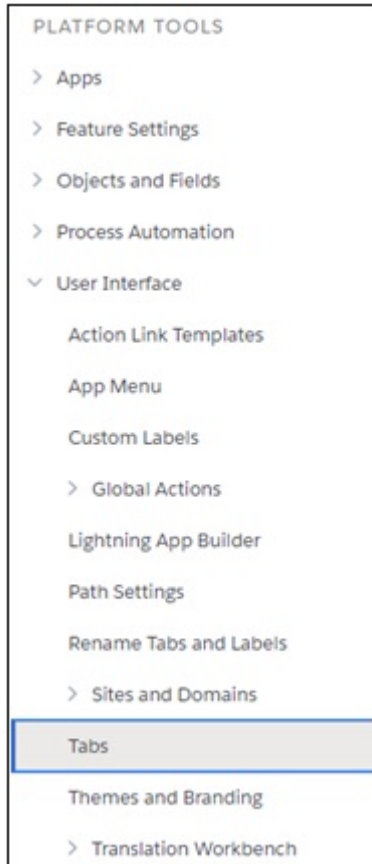 PLATFORM TOOLS
Apps
Feature Settings
Objects and Fields
Process Automation
User Interface
Action Link Templates
App Menu
Custom Labels
Global Actions
Lightning App Builder
Path Settings
Rename Tabs and Labels
Sites and Domains
Tabs
Themes and Branding
Translation Workbench